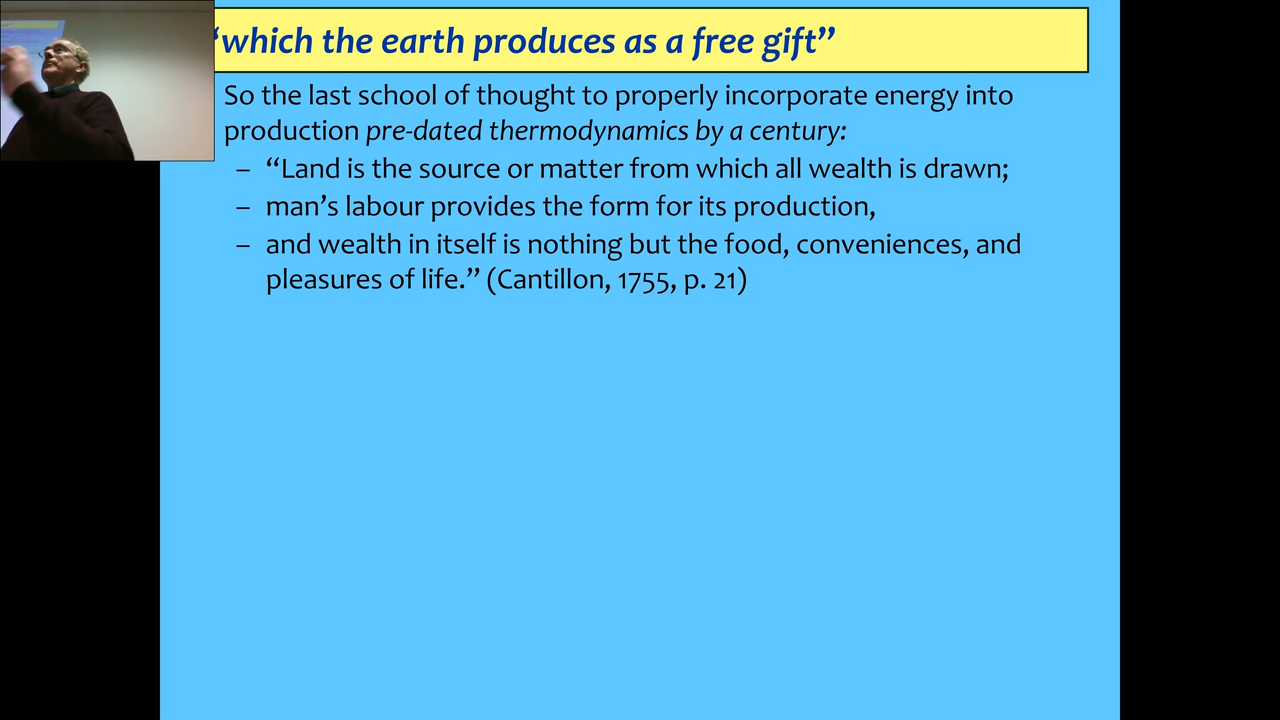 “which the earth produces as a free gift”
So the last school of thought to properly incorporate energy into
production pre-dated thermodynamics by a century:
– “Land is the source or matter from which all wealth is drawn;
– man’s labour provides the form for its production,
– and wealth in itself is nothing but the food, conveniences, and
pleasures of life.” (Cantillon, 1755, p. 21)